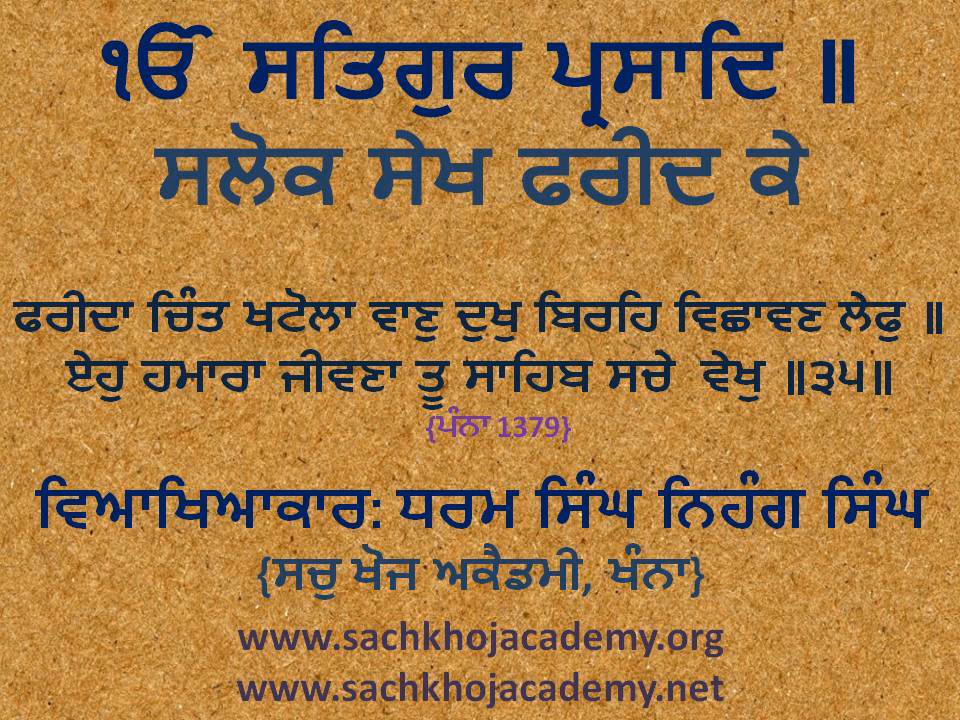 ੴ ਸਤਿਗੁਰ ਪ੍ਰਸਾਦਿ ॥
ਸਲੋਕ ਸੇਖ ਫਰੀਦ ਕੇ
ਫਰੀਦਾ ਚਿੰਤ ਖਟੋਲਾ ਵਾਣੁ ਦੁਖੁ ਬਿਰਹਿ ਵਿਛਾਵਣ ਲੇਫੁ ॥
ਏਹੁ ਹਮਾਰਾ ਜੀਵਣਾ ਤੂ ਸਾਹਿਬ ਸਚੇ ਵੇਖੁ ॥੩੫॥
{ਪੰਨਾ 1379}
ਵਿਆਖਿਆਕਾਰ: ਧਰਮ ਸਿੰਘ ਨਿਹੰਗ ਸਿੰਘ
{ਸਚੁ ਖੋਜ ਅਕੈਡਮੀ, ਖੰਨਾ}
www.sachkhojacademy.org
www.sachkhojacademy.net